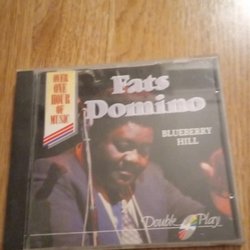 OVER
ONE
HOUR
OF
MUSIC
Fats
Domino
BLUEBERRY
HILL
Double Play